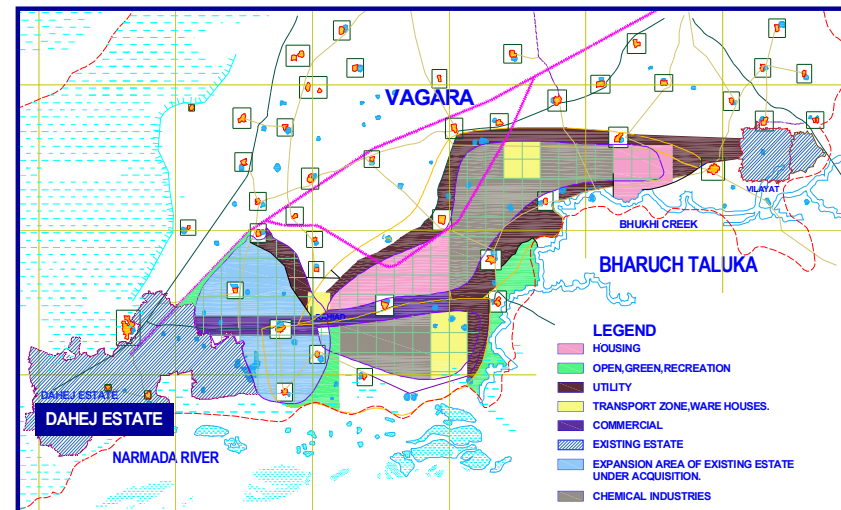 VAGARA
VILAYAT
BHUKHI CREEK
BHARUCH TALUKA
DAHEJ ESTATE
DAHEJ ESTATE
NARMADA RIVER
LEGEND
HOUSING
OPEN,GREEN,RECREATION
UTILITY
TRANSPORT ZONE,WARE HOUSES.
COMMERCIAL
EXISTING ESTATE
EXPANSION AREA OF EXISTING ESTATE
UNDER ACQUISITION.
CHEMICAL INDUSTRIES